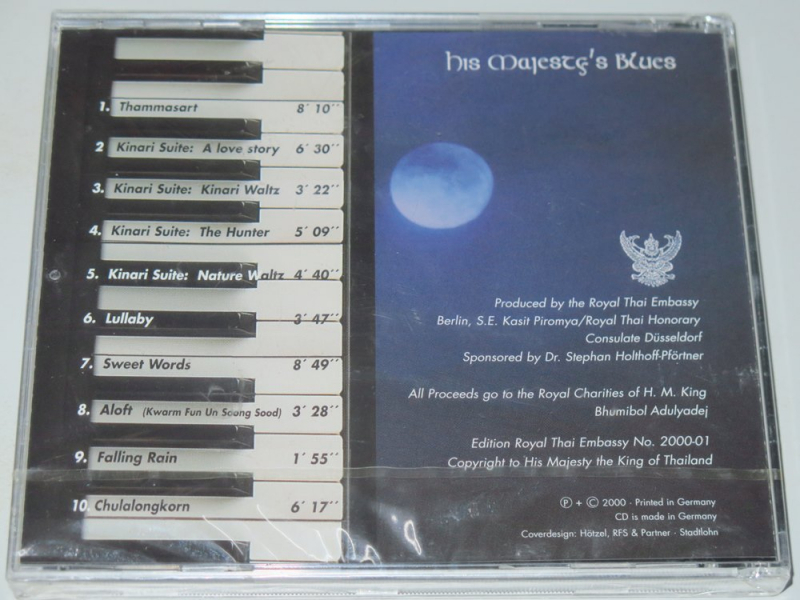 1. Thammasart 8´ 10´´
2 Kinari Suite: A love story 6´ 30´´
3. Kinari Suite: Kinari Waltz 3´ 22´´
4. Kinari Suite: The Hunter 5´ 09´´
5. Kinari Suite: Nature Waltz 4´ 40´´
6. Lullaby 3´ 47´´
7. Sweet Words 8´ 49´´
8. Aloft (Kwarm Fun Un Soong Sood) 3´ 28´´
9. Falling Rain 1´ 55´´
10. Chulalongkorn 6´ 17´´
His Majesty's Blues
Produced by the Royal Thai Embassy
Berlin, S.E. Kasit Piromya/Royal Thai Honorary
Consulate Düsseldorf
Sponsored by Dr. Stephan Holthoff-Pförtner
All Proceeds go to the Royal Charities of H. M. King
Bhumibol Adulyadej
Edition Royal Thai Embassy No. 2000-01
Copyright to His Majesty the King of Thailand
℗ + © 2000 · Printed in Germany
CD is made in Germany
Coverdesign: Hötzel, RFS & Partner · Stadtlohn